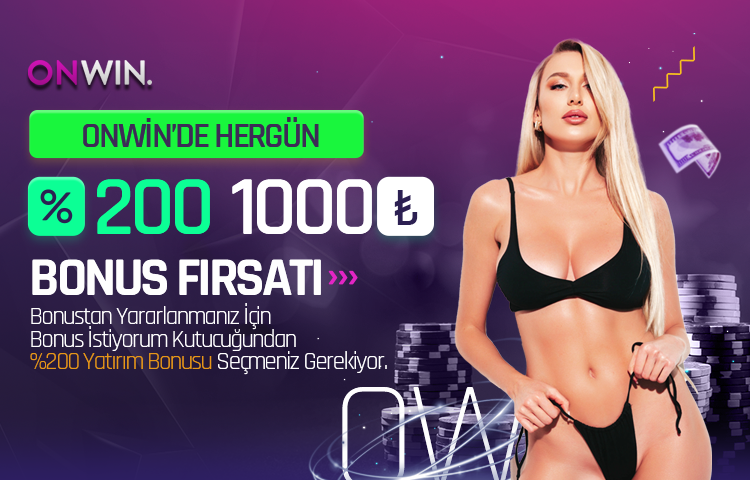 ONWIN.
ONWİN'DE HERGÜN
% 200 1000 ₺
BONUS FIRSATI
Bonustan Yararlanmanız İçin
Bonus İstiyorum Kutucuğundan
%200 Yatırım Bonusu Seçmeniz Gerekiyor.
OW